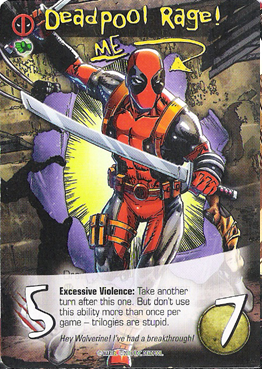 Deadpool Rage!
ME
Excessive Violence: Take another
turn after this one. But don't use
this ability more than once per
game – trilogies are stupid.
5
7
Hey Wolverine! I've had a breakthrough!